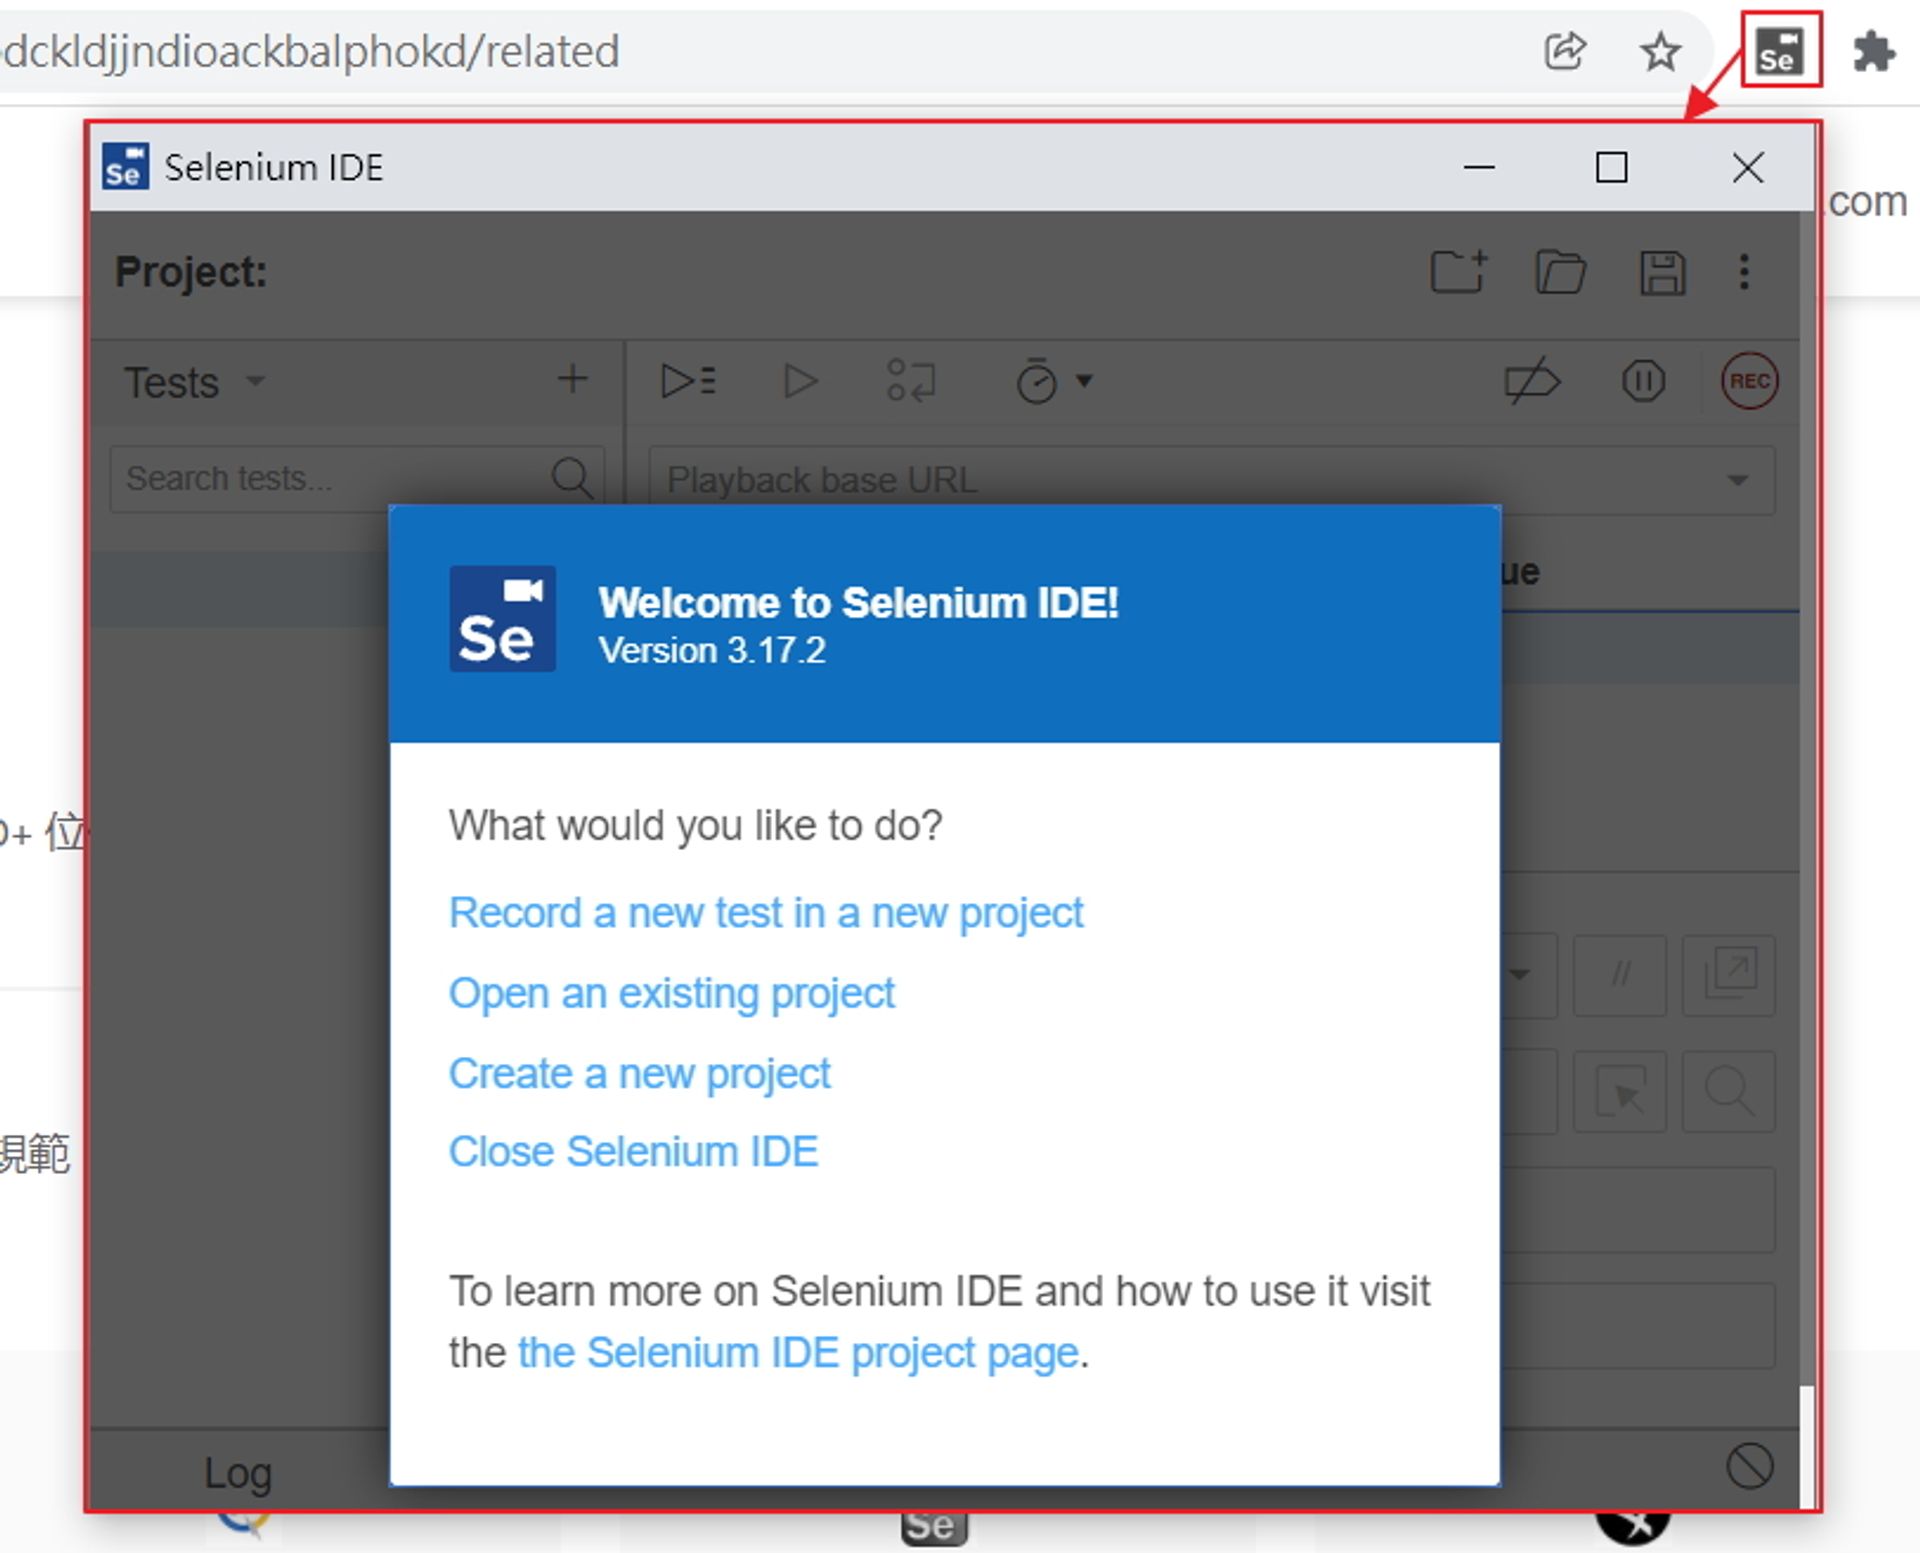 dckldjjndioackbalphokd/related
Se
Se Selenium IDE
.com
Project:
Tests
REC
Search tests...
Playback base URL
ue
Se
Welcome to Selenium IDE!
Version 3.17.2
What would you like to do?
Record a new test in a new project
0+ 位
Open an existing project
//
Create a new project
規範
Close Selenium IDE
To learn more on Selenium IDE and how to use it visit
the the Selenium IDE project page.
Log
Se